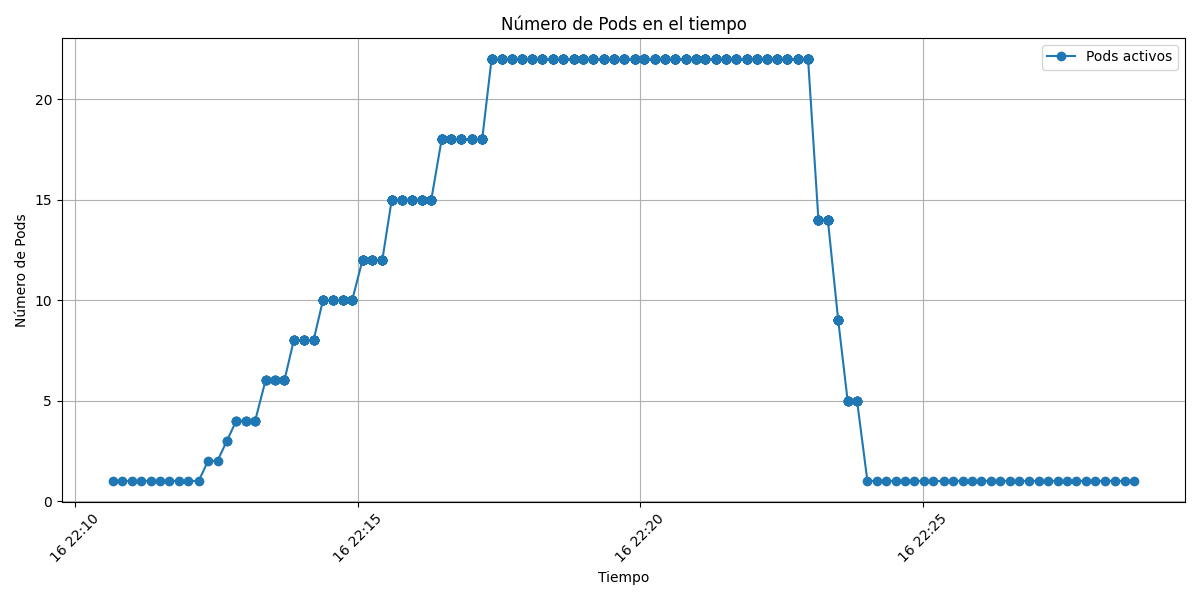 Número de Pods en el tiempo
Pods activos
Número de Pods
20
15
10
5
0
16 22:10
16 22:15
16 22:20
16 22:25
Tiempo